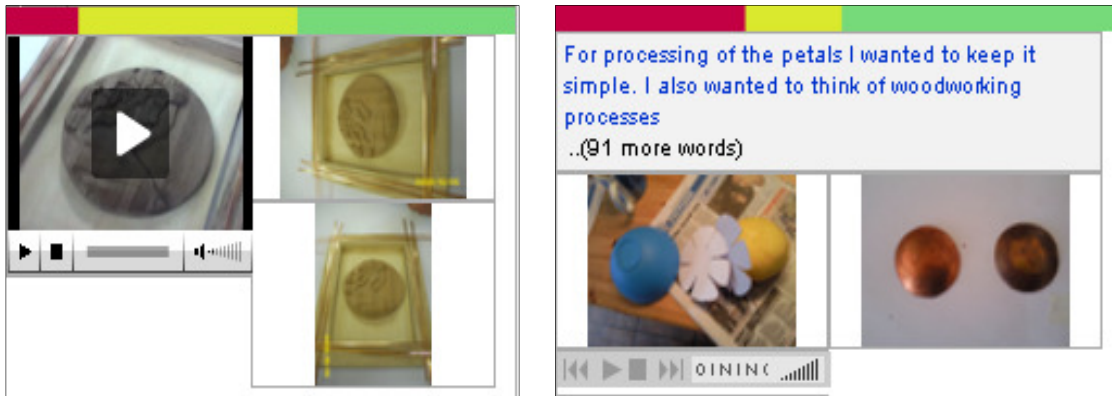 For processing of the petals I wanted to keep it
simple. I also wanted to think of woodworking
processes
..(91 more words)